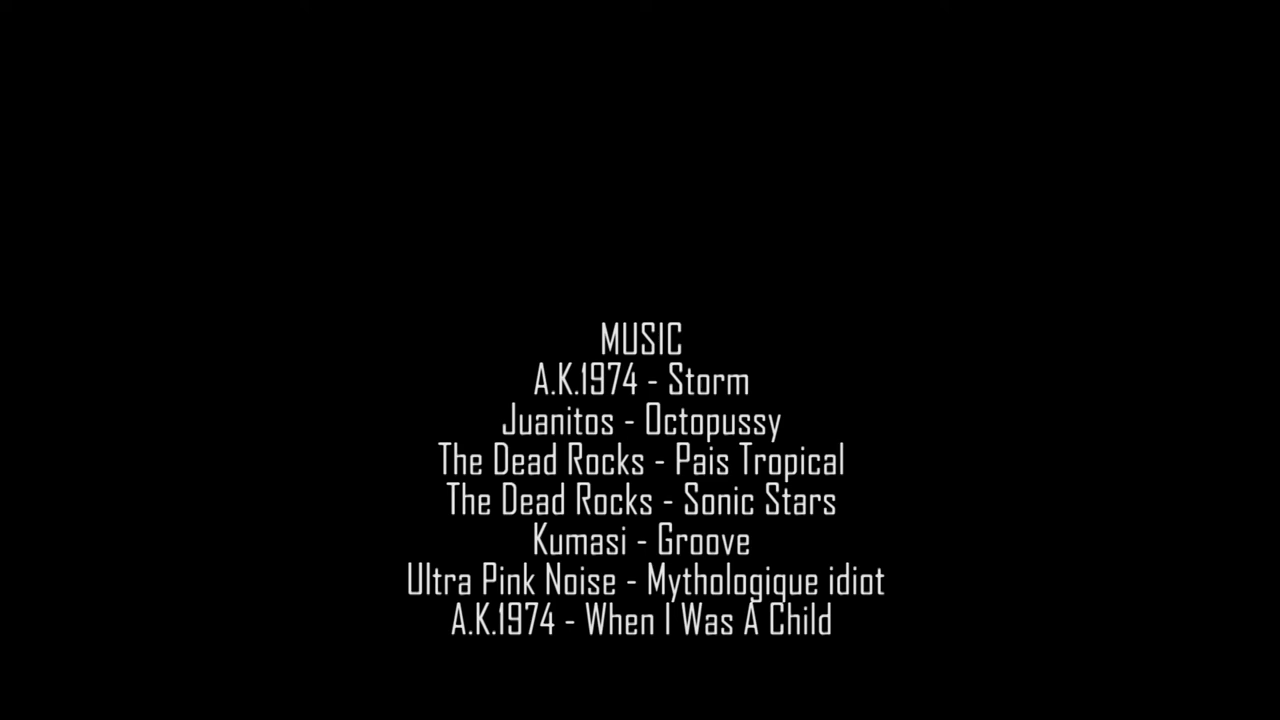 MUSIC
A.K.1974 - Storm
Juanitos - Octopussy
The Dead Rocks - Pais Tropical
The Dead Rocks - Sonic Stars
Kumasi - Groove
Ultra Pink Noise - Mythologique idiot
A.K.1974 - When I Was A Child